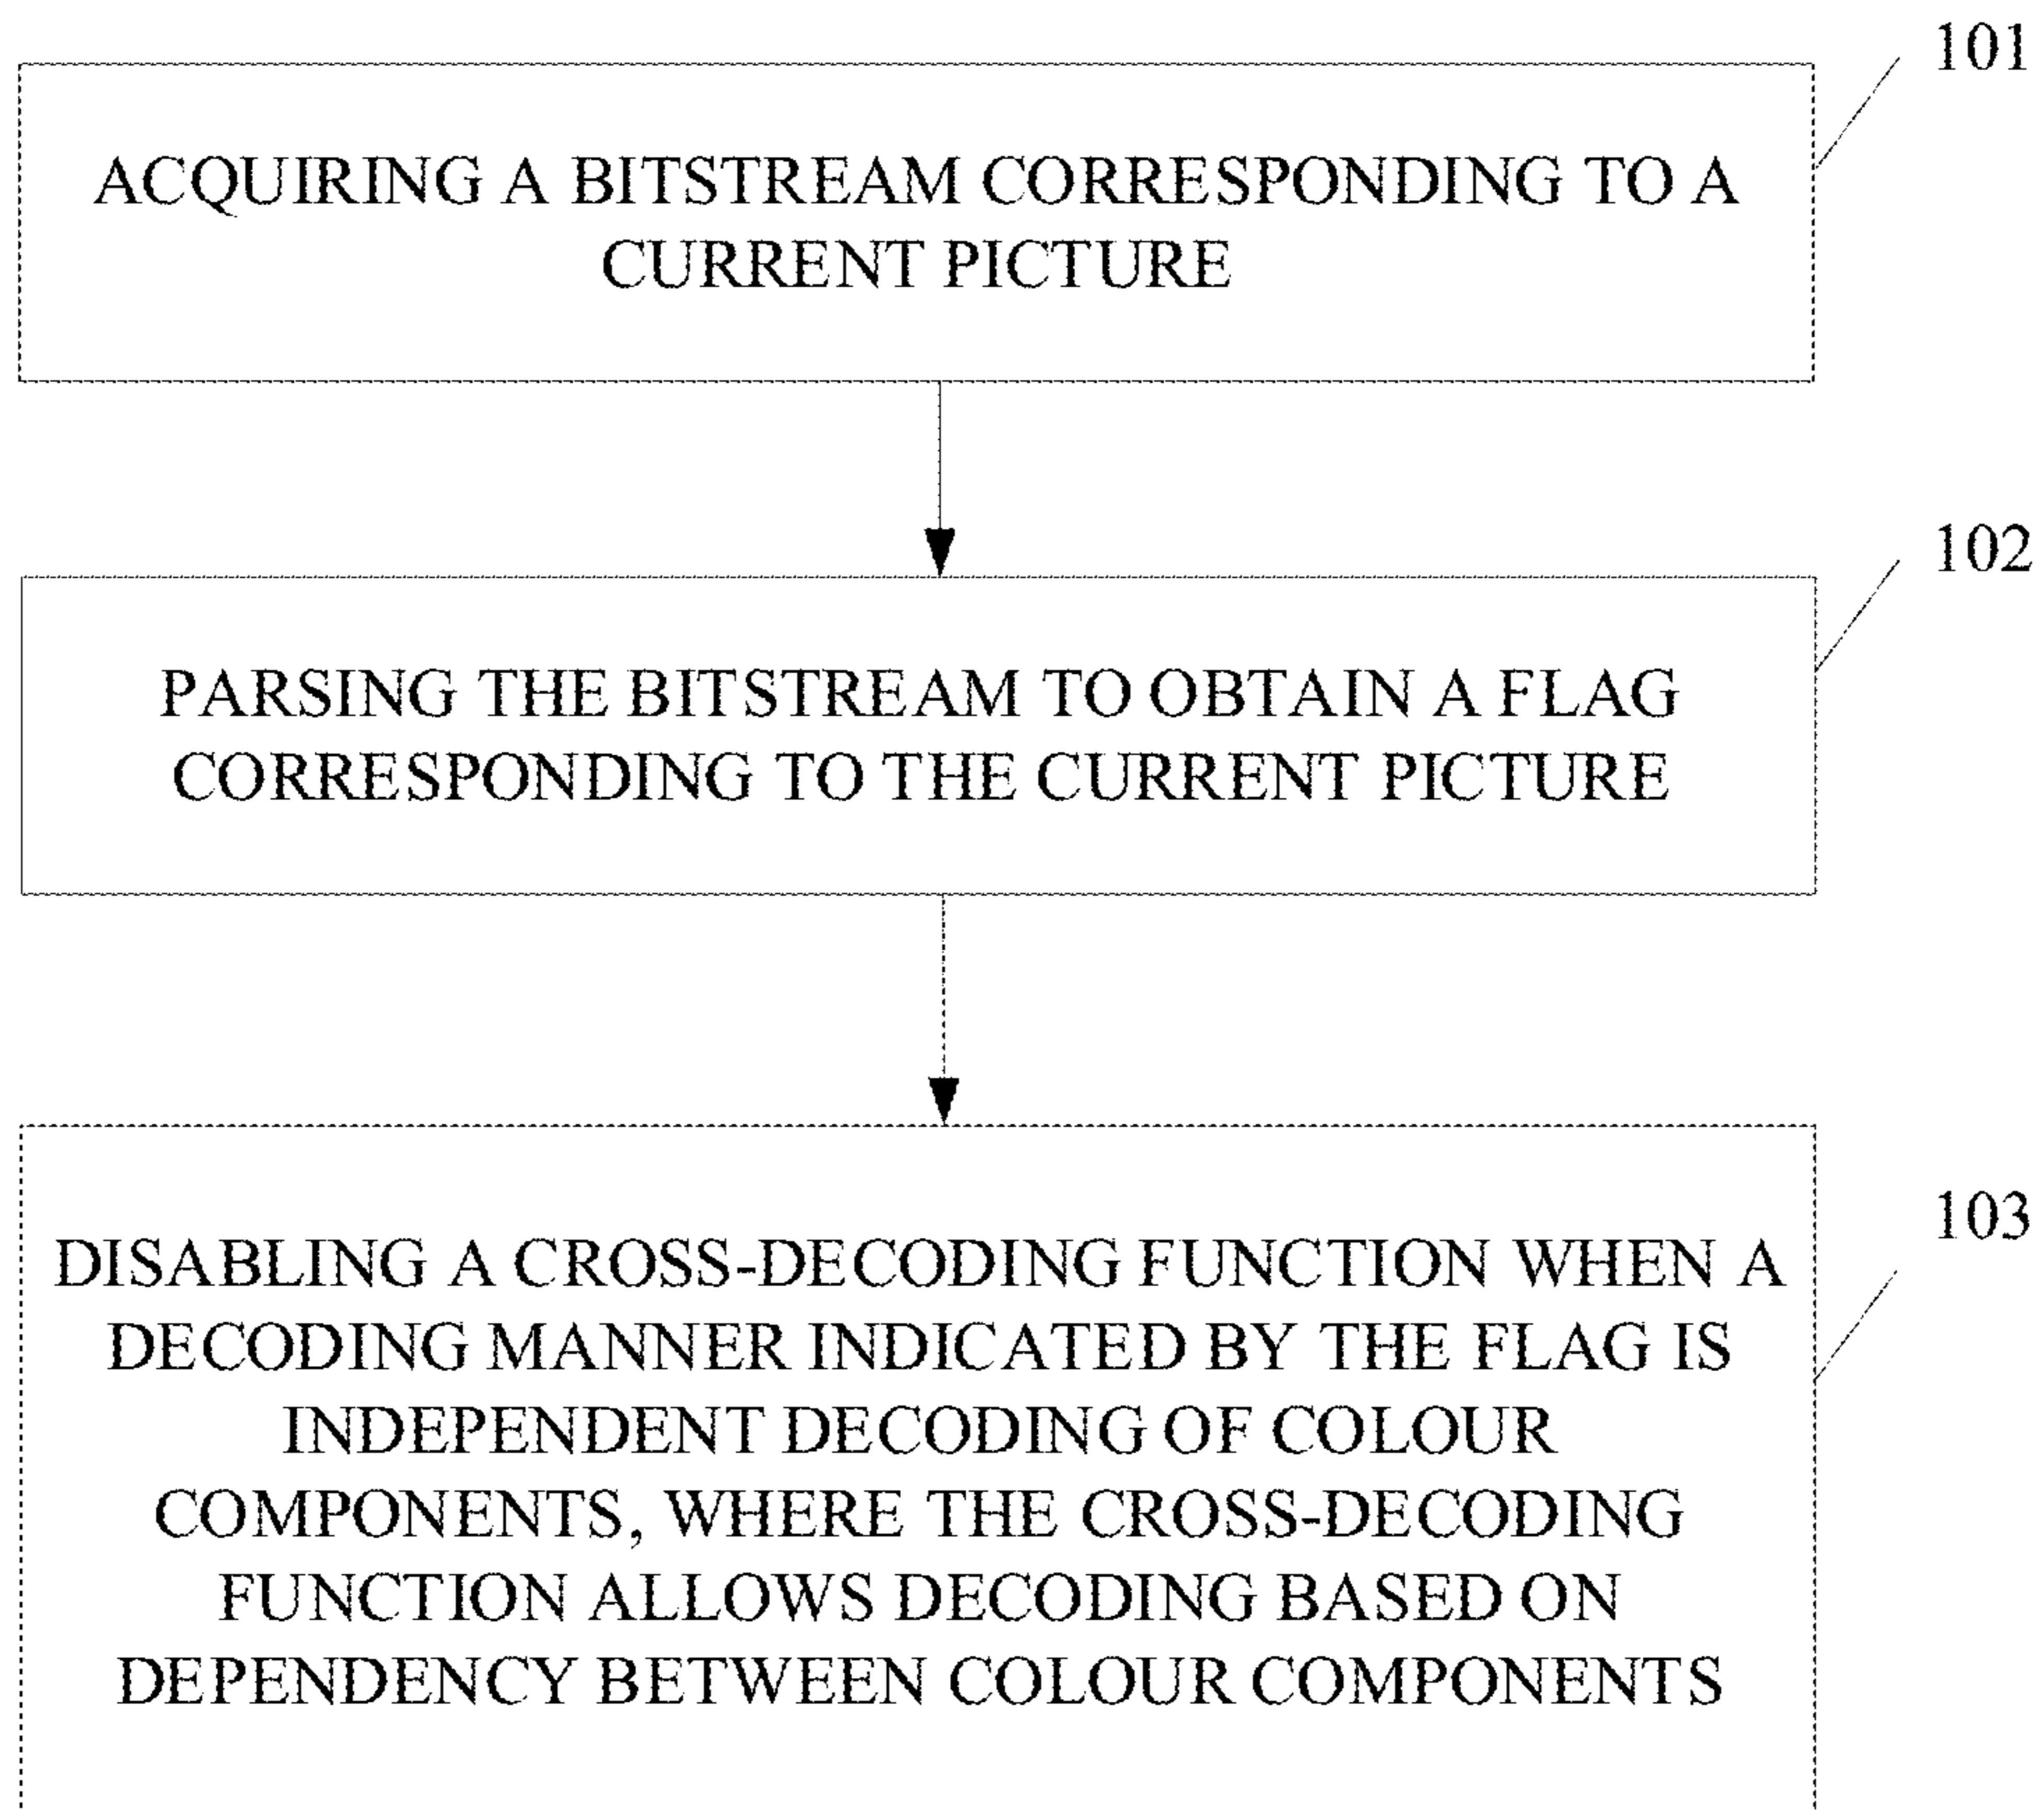 101
ACQUIRING A BITSTREAM CORRESPONDING TO A
CURRENT PICTURE
102
PARSING THE BITSTREAM TO OBTAIN A FLAG
CORRESPONDING TO THE CURRENT PICTURE
103
DISABLING A CROSS-DECODING FUNCTION WHEN A
DECODING MANNER INDICATED BY THE FLAG IS
INDEPENDENT DECODING OF COLOUR
COMPONENTS, WHERE THE CROSS-DECODING
FUNCTION ALLOWS DECODING BASED ON
DEPENDENCY BETWEEN COLOUR COMPONENTS